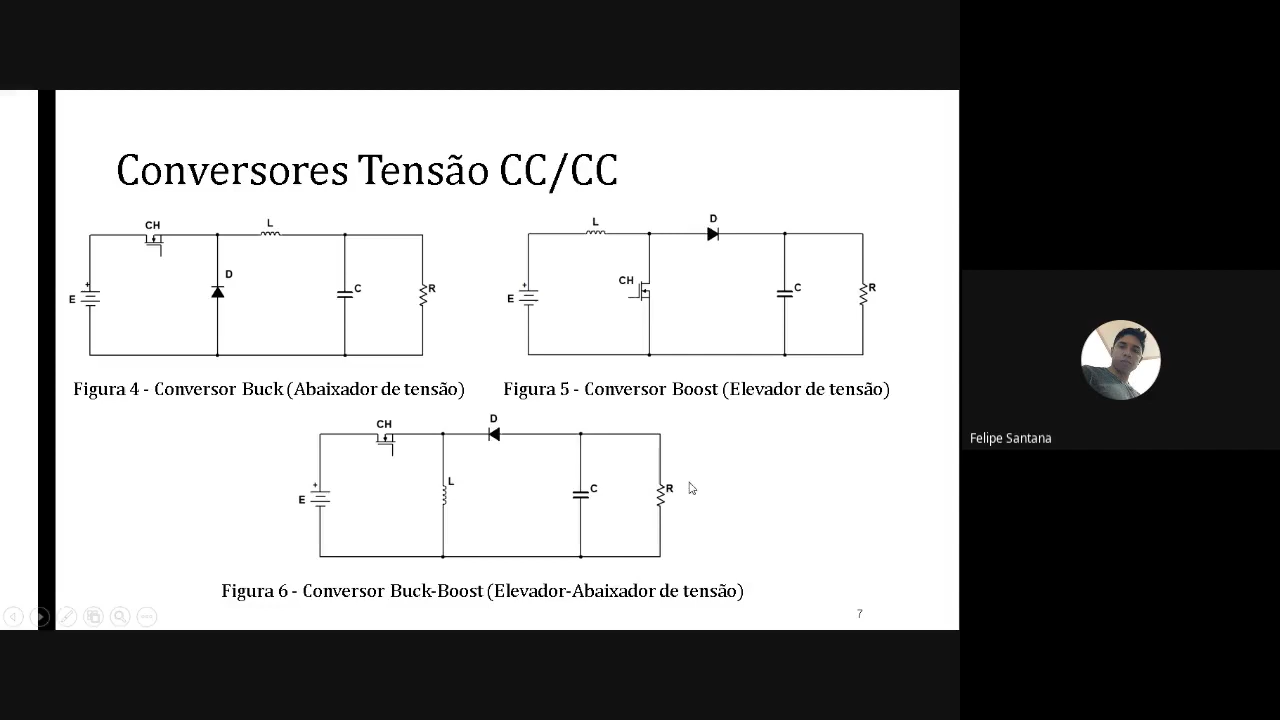 Conversores Tensão CC/CC
CH
L
D
E
+
C
R
Figura 4 - Conversor Buck (Abaixador de tensão)
L
D
CH
E
+
C
R
Figura 5 - Conversor Boost (Elevador de tensão)
CH
D
L
E
+
C
R
Figura 6 - Conversor Buck-Boost (Elevador-Abaixador de tensão)
7
Felipe Santana